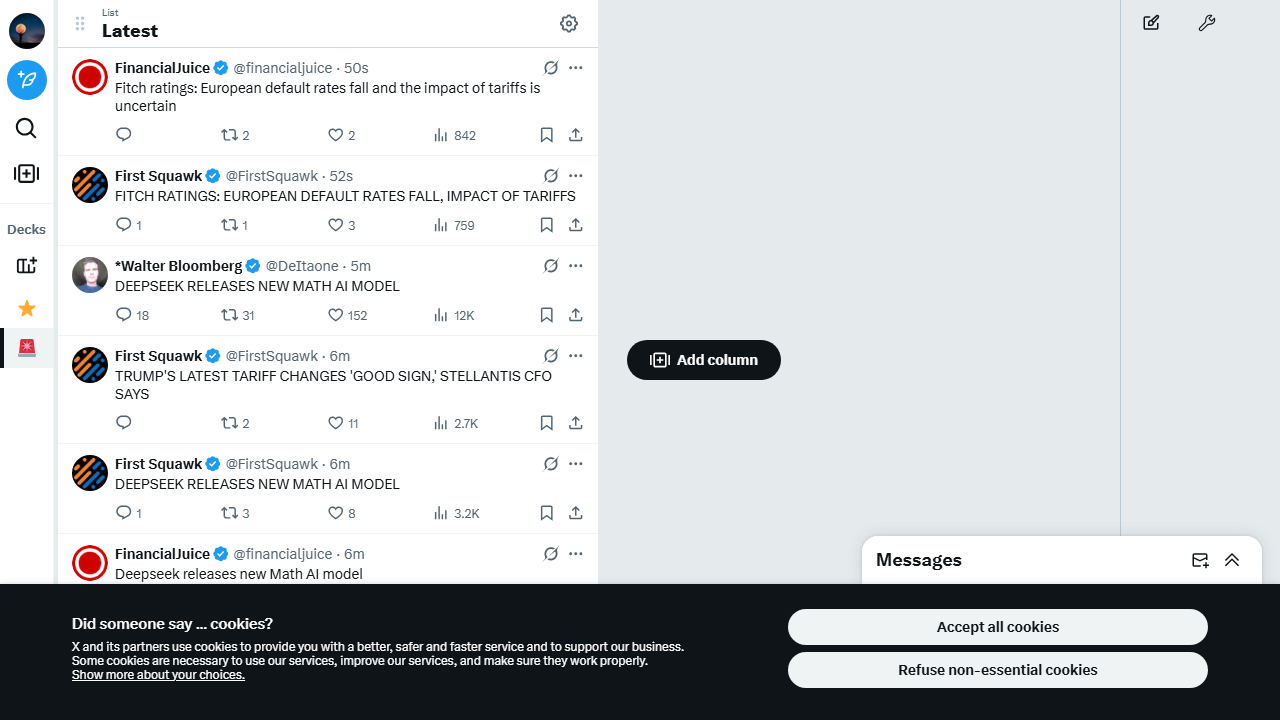 List
Latest
FinancialJuice @financialjuice · 50s
Fitch ratings: European default rates fall and the impact of tariffs is
uncertain
2 2 842
First Squawk @FirstSquawk · 52s
FITCH RATINGS: EUROPEAN DEFAULT RATES FALL, IMPACT OF TARIFFS
1 1 3 759
Decks
*Walter Bloomberg @DeItaone · 5m
DEEPSEEK RELEASES NEW MATH AI MODEL
18 31 152 12K
First Squawk @FirstSquawk · 6m
TRUMP'S LATEST TARIFF CHANGES 'GOOD SIGN,' STELLANTIS CFO
SAYS
2 11 2.7K
Add column
First Squawk @FirstSquawk · 6m
DEEPSEEK RELEASES NEW MATH AI MODEL
1 3 8 3.2K
FinancialJuice @financialjuice · 6m
Deepseek releases new Math AI model
Messages
Did someone say … cookies?
X and its partners use cookies to provide you with a better, safer and faster service and to support our business.
Some cookies are necessary to use our services, improve our services, and make sure they work properly.
Show more about your choices.
Accept all cookies
Refuse non-essential cookies